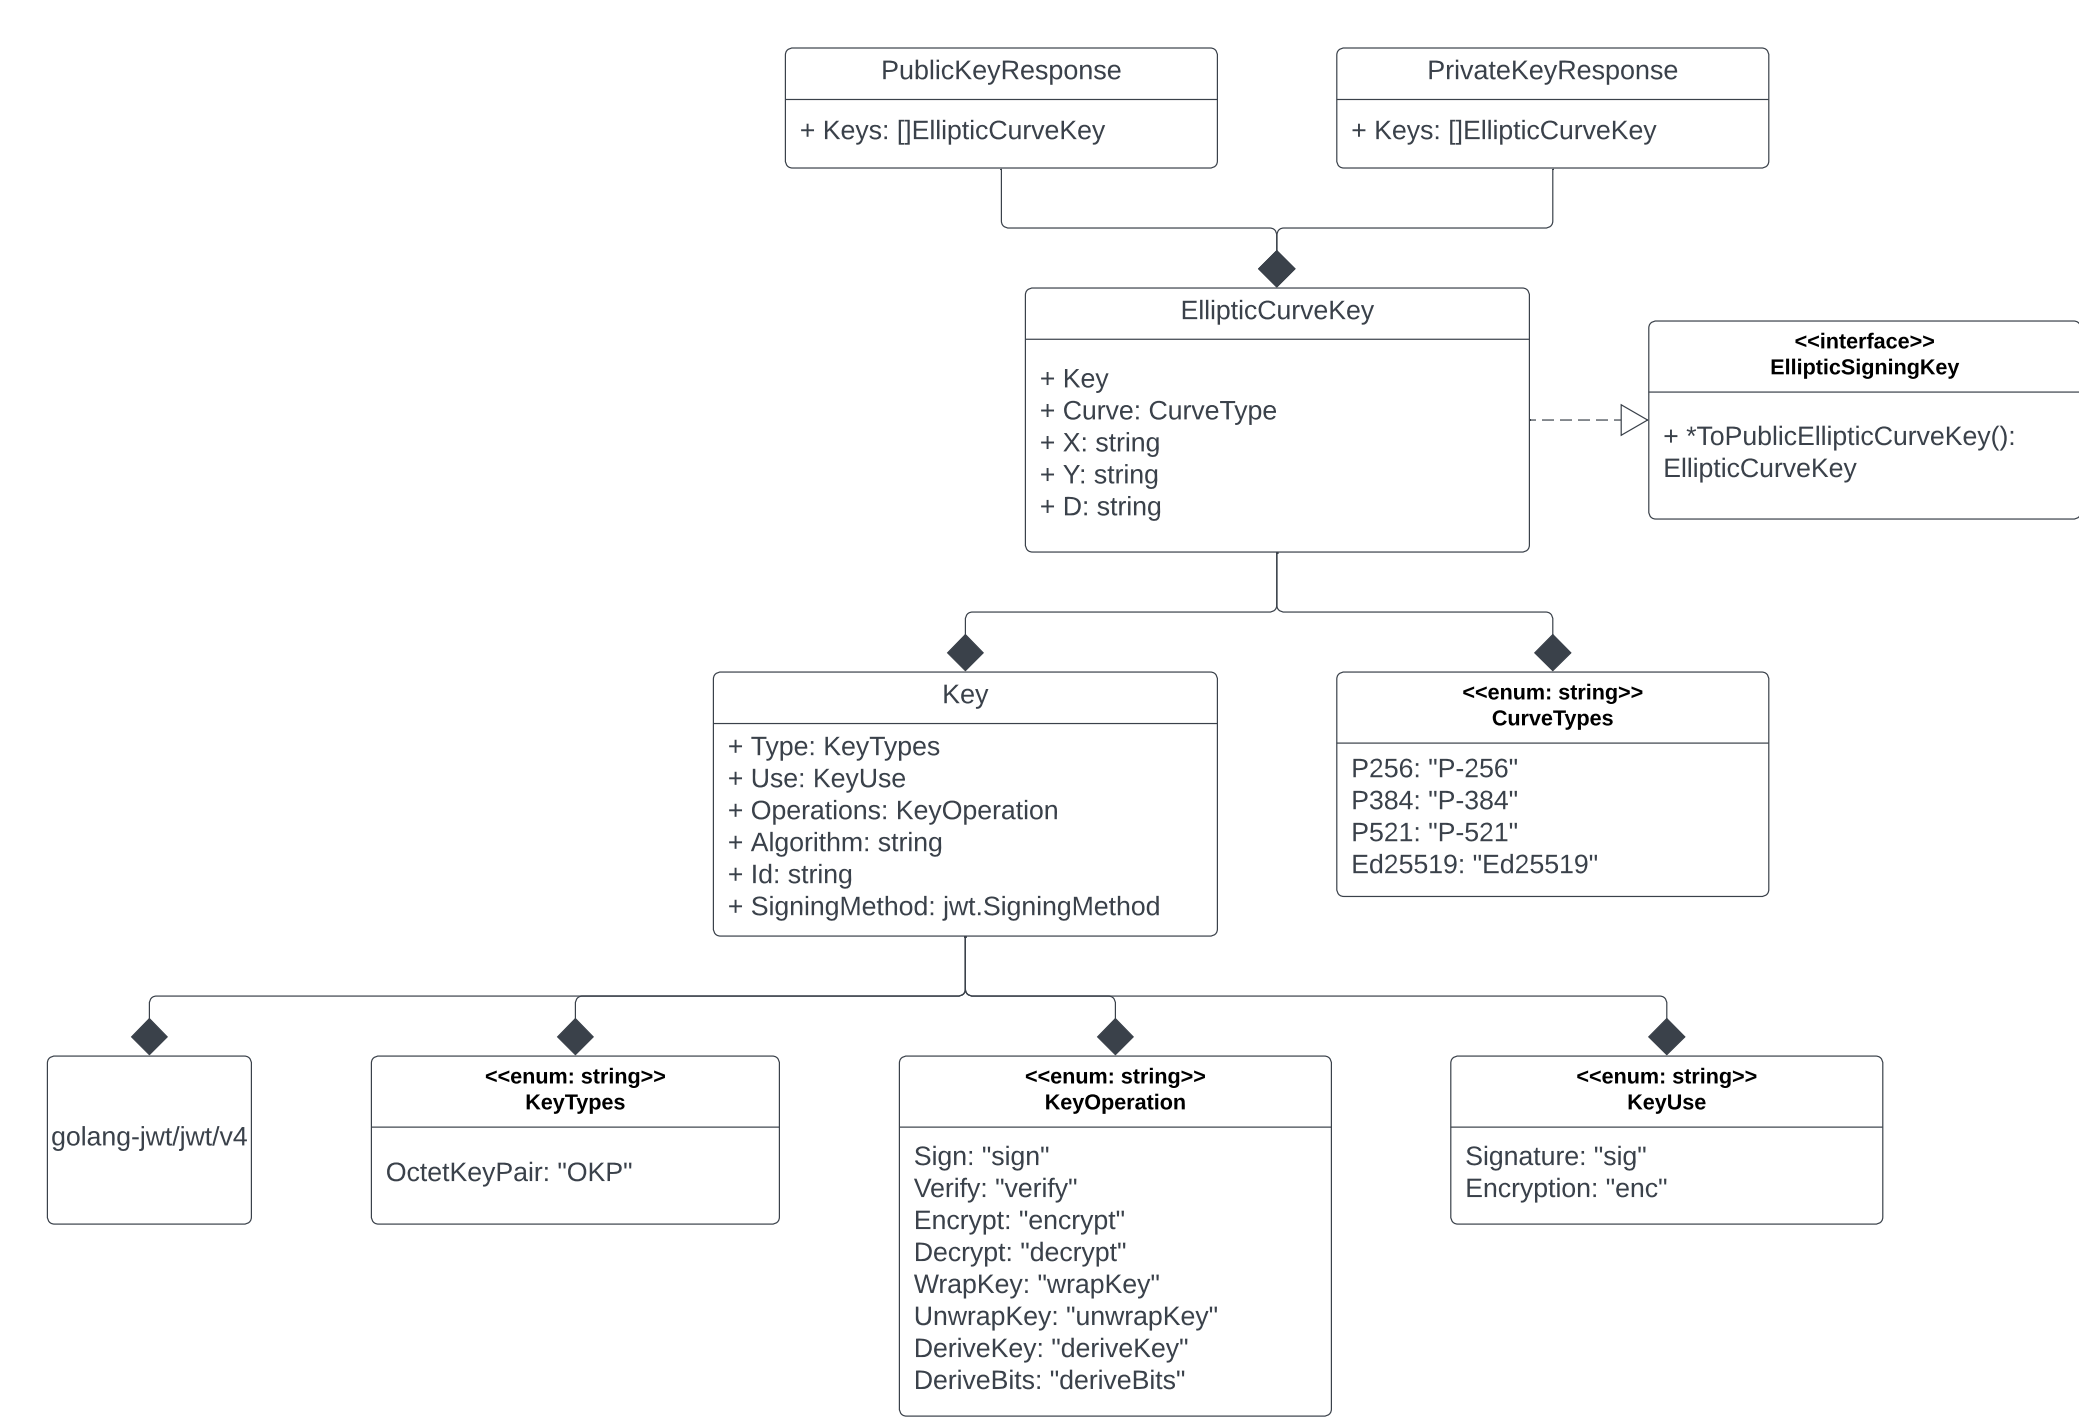 PublicKeyResponse
+ Keys: []EllipticCurveKey
PrivateKeyResponse
+ Keys: []EllipticCurveKey
EllipticCurveKey
+ Key
+ Curve: CurveType
+ X: string
+ Y: string
+ D: string
<<interface>>
EllipticSigningKey
+ *ToPublicEllipticCurveKey():
EllipticCurveKey
Key
+ Type: KeyTypes
+ Use: KeyUse
+ Operations: KeyOperation
+ Algorithm: string
+ Id: string
+ SigningMethod: jwt.SigningMethod
<<enum: string>>
CurveTypes
P256: "P-256"
P384: "P-384"
P521: "P-521"
Ed25519: "Ed25519"
golang-jwt/jwt/v4
<<enum: string>>
KeyTypes
OctetKeyPair: "OKP"
<<enum: string>>
KeyOperation
Sign: "sign"
Verify: "verify"
Encrypt: "encrypt"
Decrypt: "decrypt"
WrapKey: "wrapKey"
UnwrapKey: "unwrapKey"
DeriveKey: "deriveKey"
DeriveBits: "deriveBits"
<<enum: string>>
KeyUse
Signature: "sig"
Encryption: "enc"